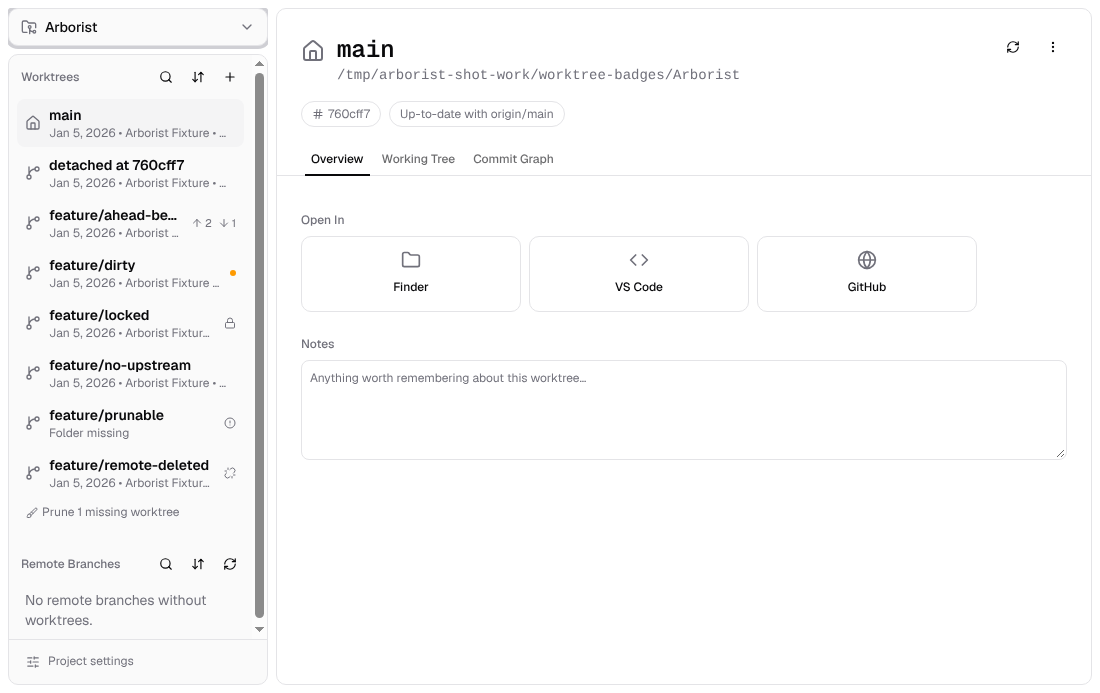 Arborist
Worktrees
main
Jan 5, 2026 • Arborist Fixture • ...
detached at 760cff7
Jan 5, 2026 • Arborist Fixture • ...
feature/ahead-be...
↑ 2 ↓ 1
Jan 5, 2026 • Arborist ...
feature/dirty
Jan 5, 2026 • Arborist Fixture ...
feature/locked
Jan 5, 2026 • Arborist Fixtur...
feature/no-upstream
Jan 5, 2026 • Arborist Fixture • ...
feature/prunable
Folder missing
feature/remote-deleted
Jan 5, 2026 • Arborist Fixtur...
Prune 1 missing worktree
Remote Branches
No remote branches without
worktrees.
Project settings
main
/tmp/arborist-shot-work/worktree-badges/Arborist
# 760cff7
Up-to-date with origin/main
Overview Working Tree Commit Graph
Open In
Finder VS Code GitHub
Notes
Anything worth remembering about this worktree...